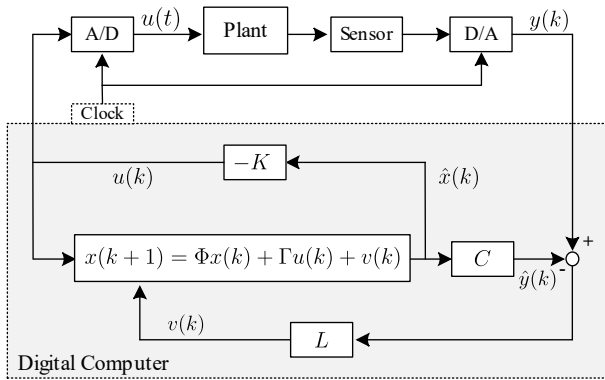 A/D
u(t)
Plant
Sensor
D/A
y(k)
Clock
-K
u(k)
x̂(k)
+
x(k+1) = Φx(k) + Γu(k) + v(k)
C
ŷ(k)
-
v(k)
L
Digital Computer